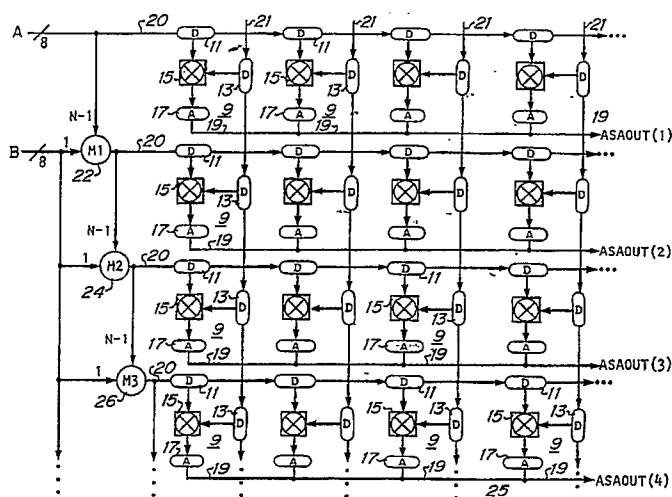 A 8 20 21 21 21 21
D 11 D 11 D D ...
15 13 D 15 13 D D D
N-1 17 A 9 17 A 9 A A 19
19 19 ASAOUT(1)
B 8 1 M1 20 D 11 D D D ...
22 15 13 D D D D
N-1 17 A 9 A A A
19 ASAOUT(2)
1 M2 20 D 11 D D 11 D ...
24 15 13 D D 15 13 D D
N-1 17 A 9 A 17 A 9 A
19 19 ASAOUT(3)
1 M3 20 D 11 D D 11 D 11 ...
26 15 13 D D 15 13 D 15 13 D
17 A 9 A 17 A 9 17 A 9
19 19 25 19 ASAOUT(4)